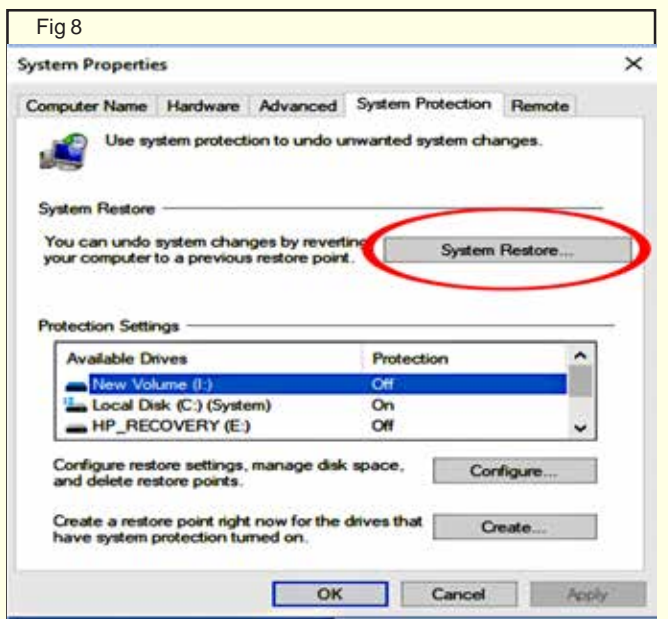 Fig 8
System Properties
Computer Name Hardware Advanced System Protection Remote
Use system protection to undo unwanted system changes.
System Restore
You can undo system changes by reverting
your computer to a previous restore point.
System Restore...
Protection Settings
Available Drives Protection
New Volume (I:) Off
Local Disk (C:) (System) On
HP_RECOVERY (E:) Off
Configure restore settings, manage disk space,
and delete restore points.
Configure...
Create a restore point right now for the drives that
have system protection turned on.
Create...
OK Cancel Apply